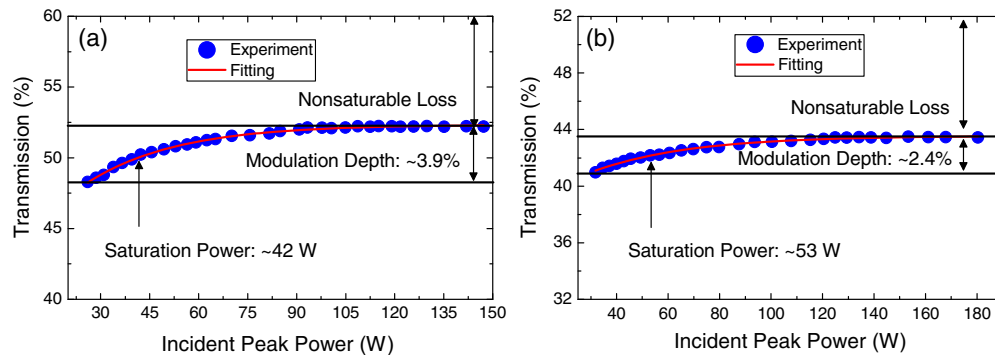 (a)
Experiment
Fitting
Nonsaturable Loss
Modulation Depth: ~3.9%
Saturation Power: ~42 W
Transmission (%)
60
55
50
45
40
30 45 60 75 90 105 120 135 150
Incident Peak Power (W)
(b)
Experiment
Fitting
Nonsaturable Loss
Modulation Depth: ~2.4%
Saturation Power: ~53 W
Transmission (%)
52
48
44
40
36
32
40 60 80 100 120 140 160 180
Incident Peak Power (W)